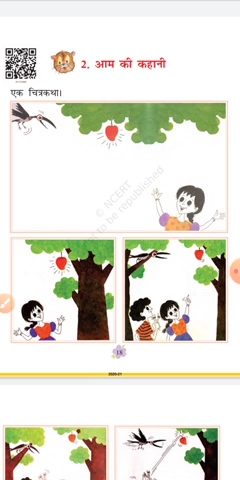 2. आम की कहानी
एक चित्रकथा।
© NCERT
not to be republished
18
2020-21